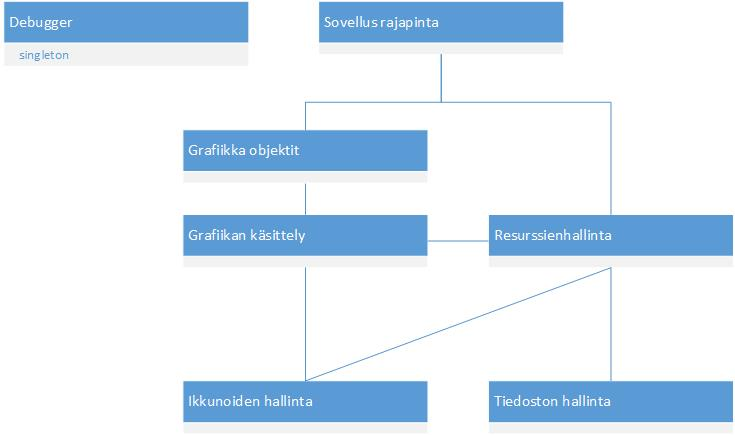 Debugger
singleton
Sovellus rajapinta
Grafiikka objektit
Grafiikan käsittely
Resurssienhallinta
Ikkunoiden hallinta
Tiedoston hallinta